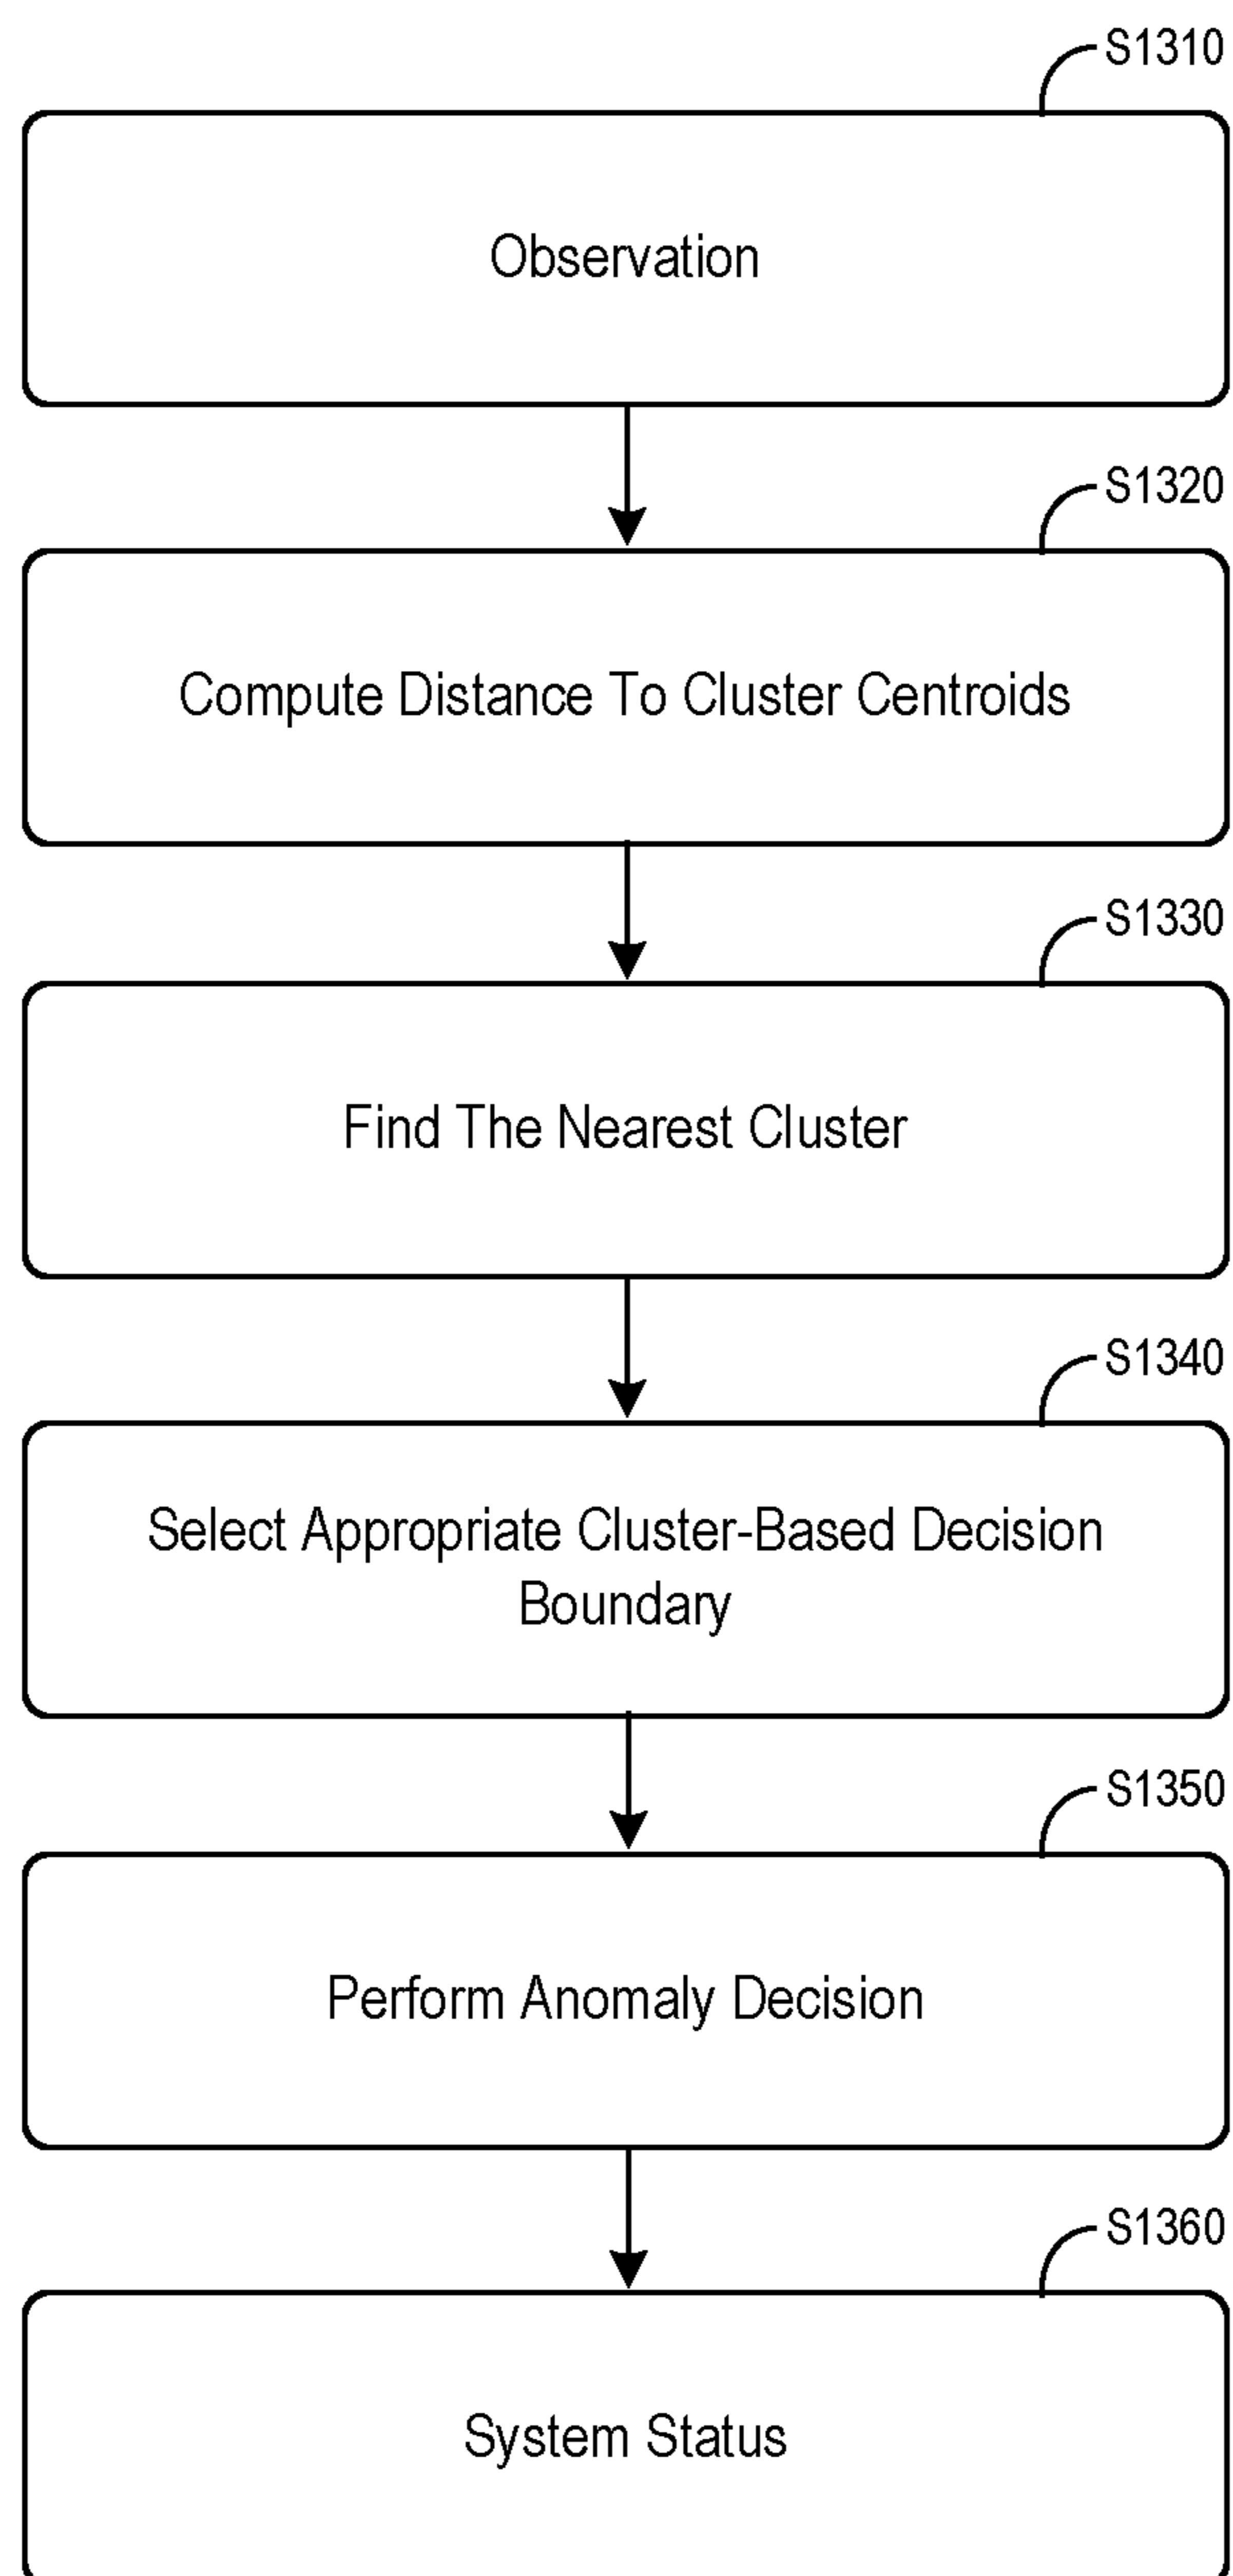 S1310
Observation
S1320
Compute Distance To Cluster Centroids
S1330
Find The Nearest Cluster
S1340
Select Appropriate Cluster-Based Decision
Boundary
S1350
Perform Anomaly Decision
S1360
System Status